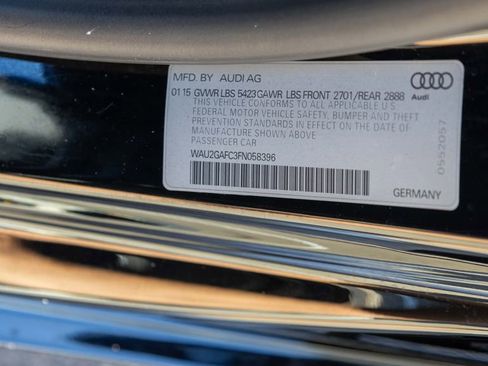 MFD. BY AUDI AG
01 15 GVWR LBS 5423 GAWR LBS FRONT 2701/REAR 2888
THIS VEHICLE CONFORMS TO ALL APPLICABLE U.S.
FEDERAL MOTOR VEHICLE SAFETY, BUMPER AND THEFT
PREVENTION STANDARDS IN EFFECT ON THE DATE OF
MANUFACTURE SHOWN ABOVE
PASSENGER CAR
WAU2GAFC3FN058396
Audi
0552057
GERMANY